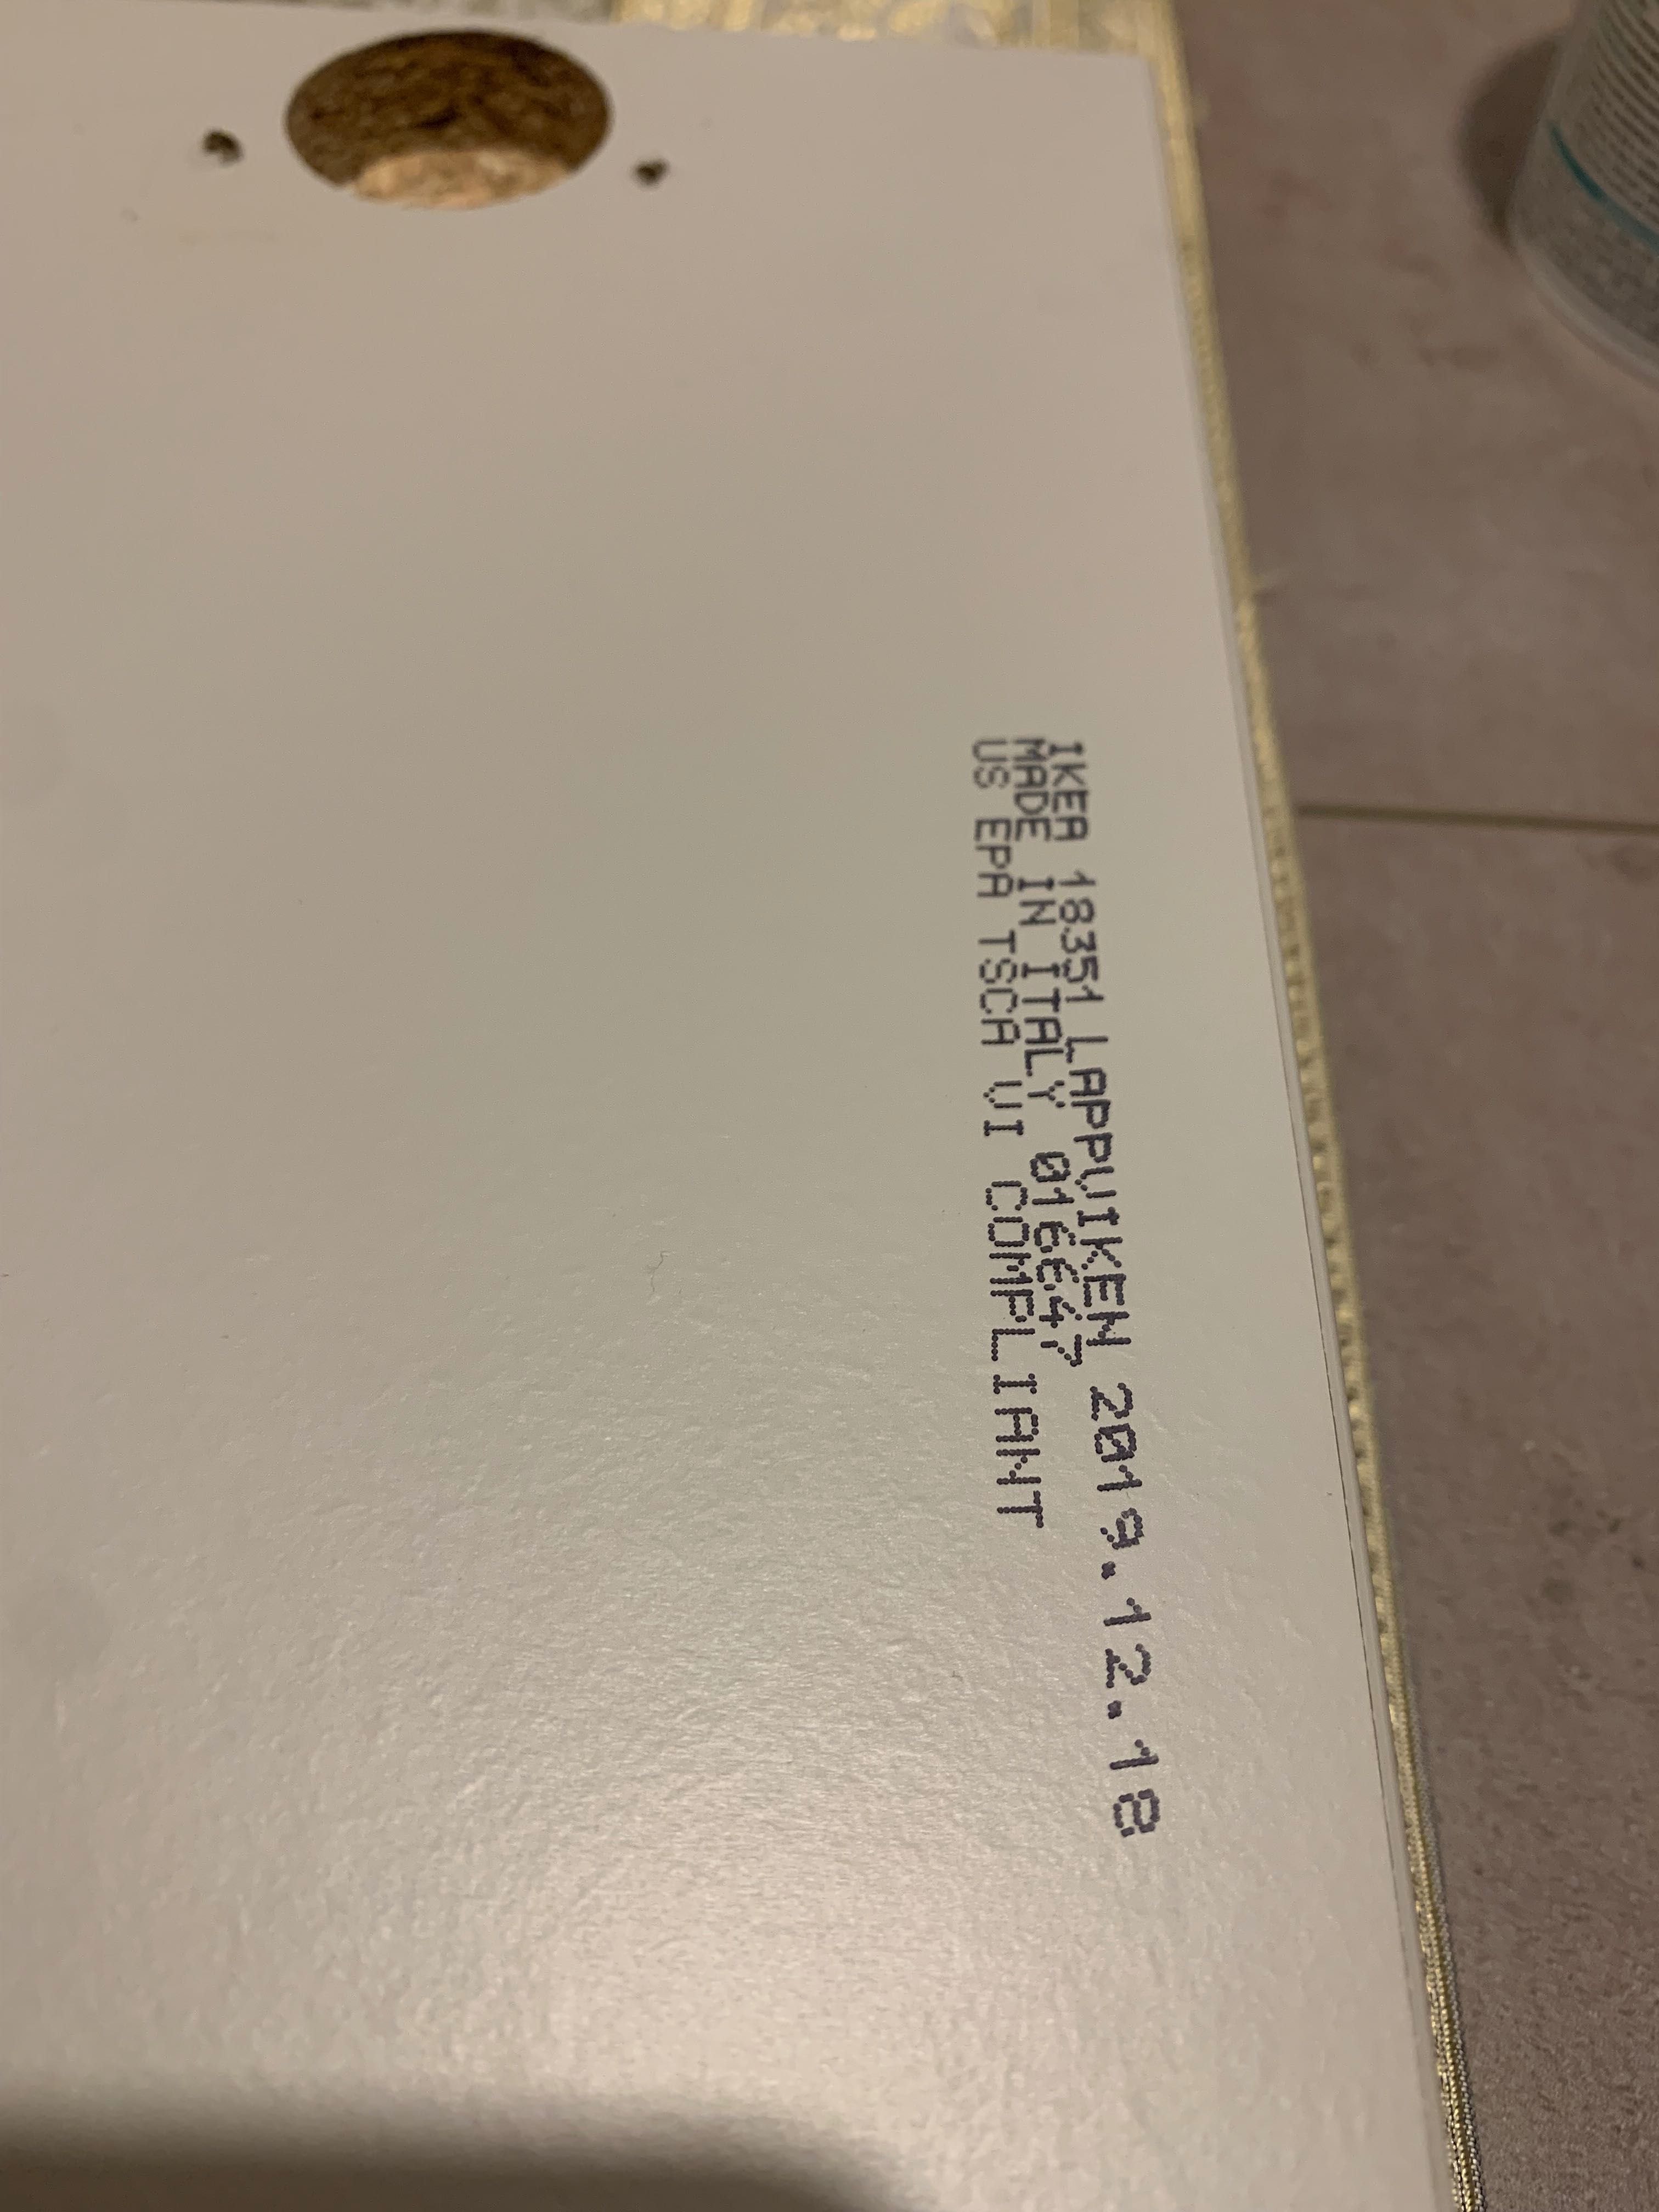 IKEA 18351 LAPPVIKEN 2019.12.18
MADE IN ITALY 016647
US EPA TSCA VI COMPLIANT